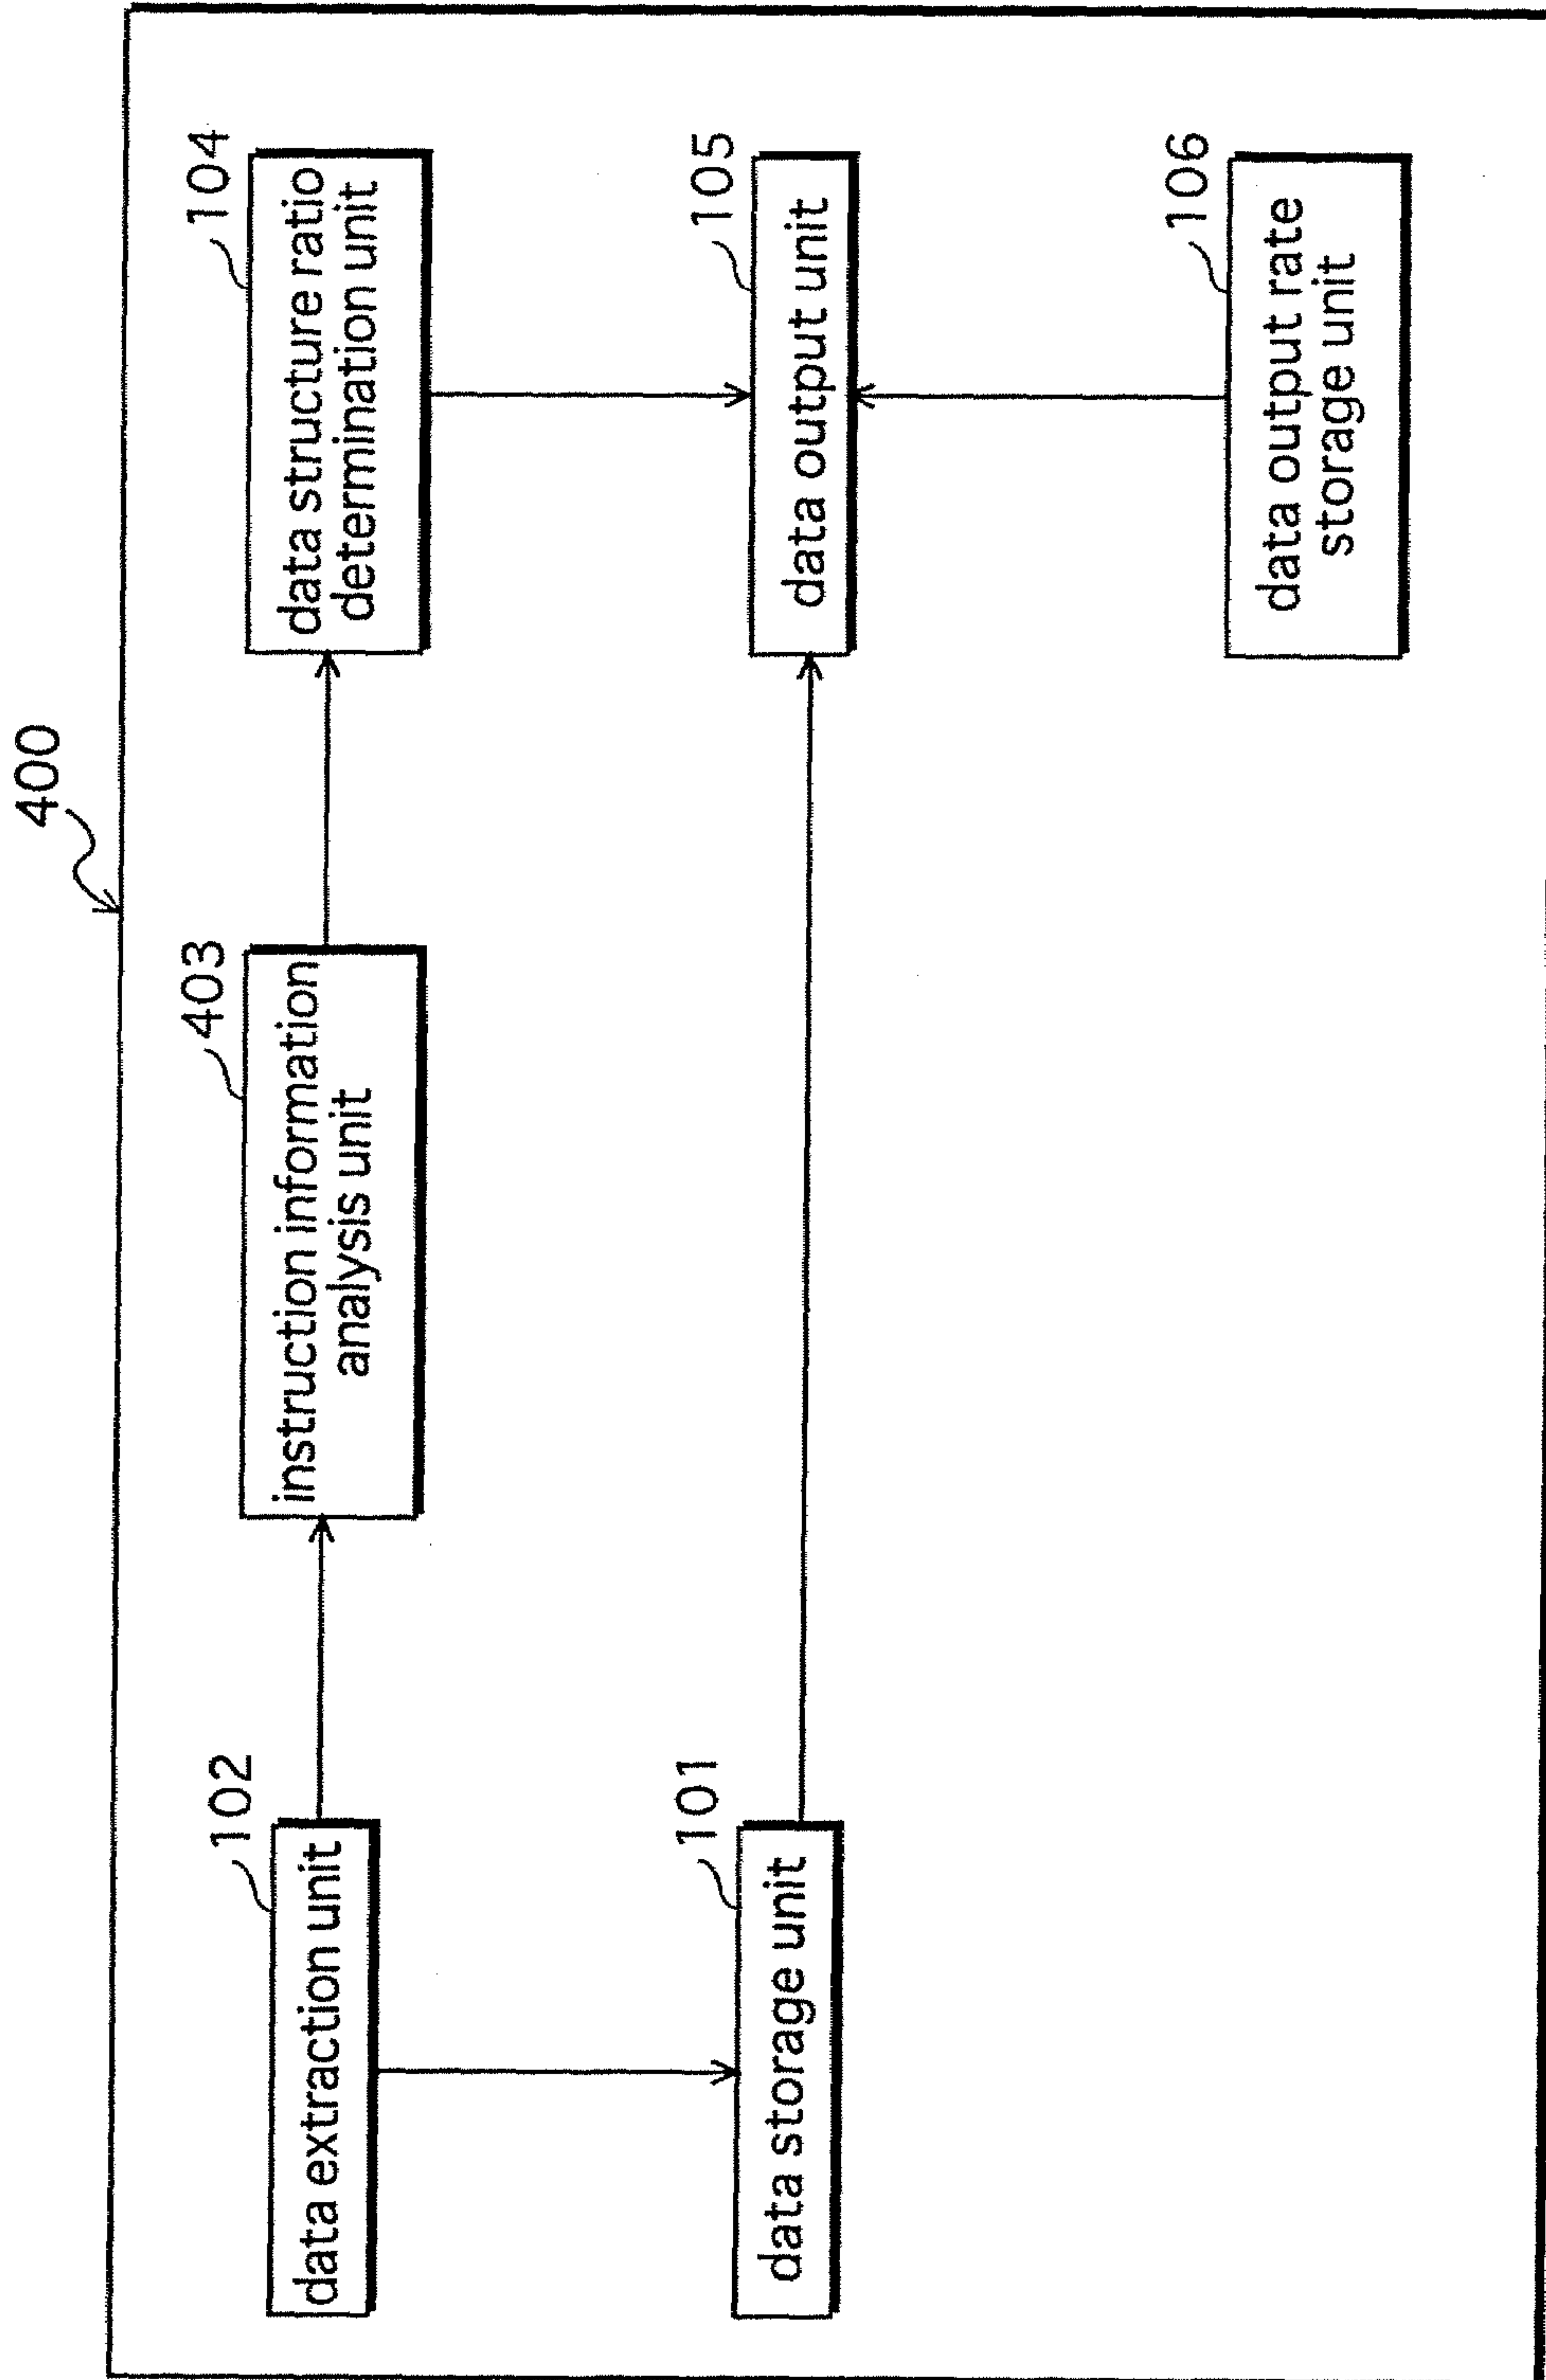 400
102
data extraction unit
403
instruction information
analysis unit
104
data structure ratio
determination unit
101
data storage unit
105
data output unit
106
data output rate
storage unit